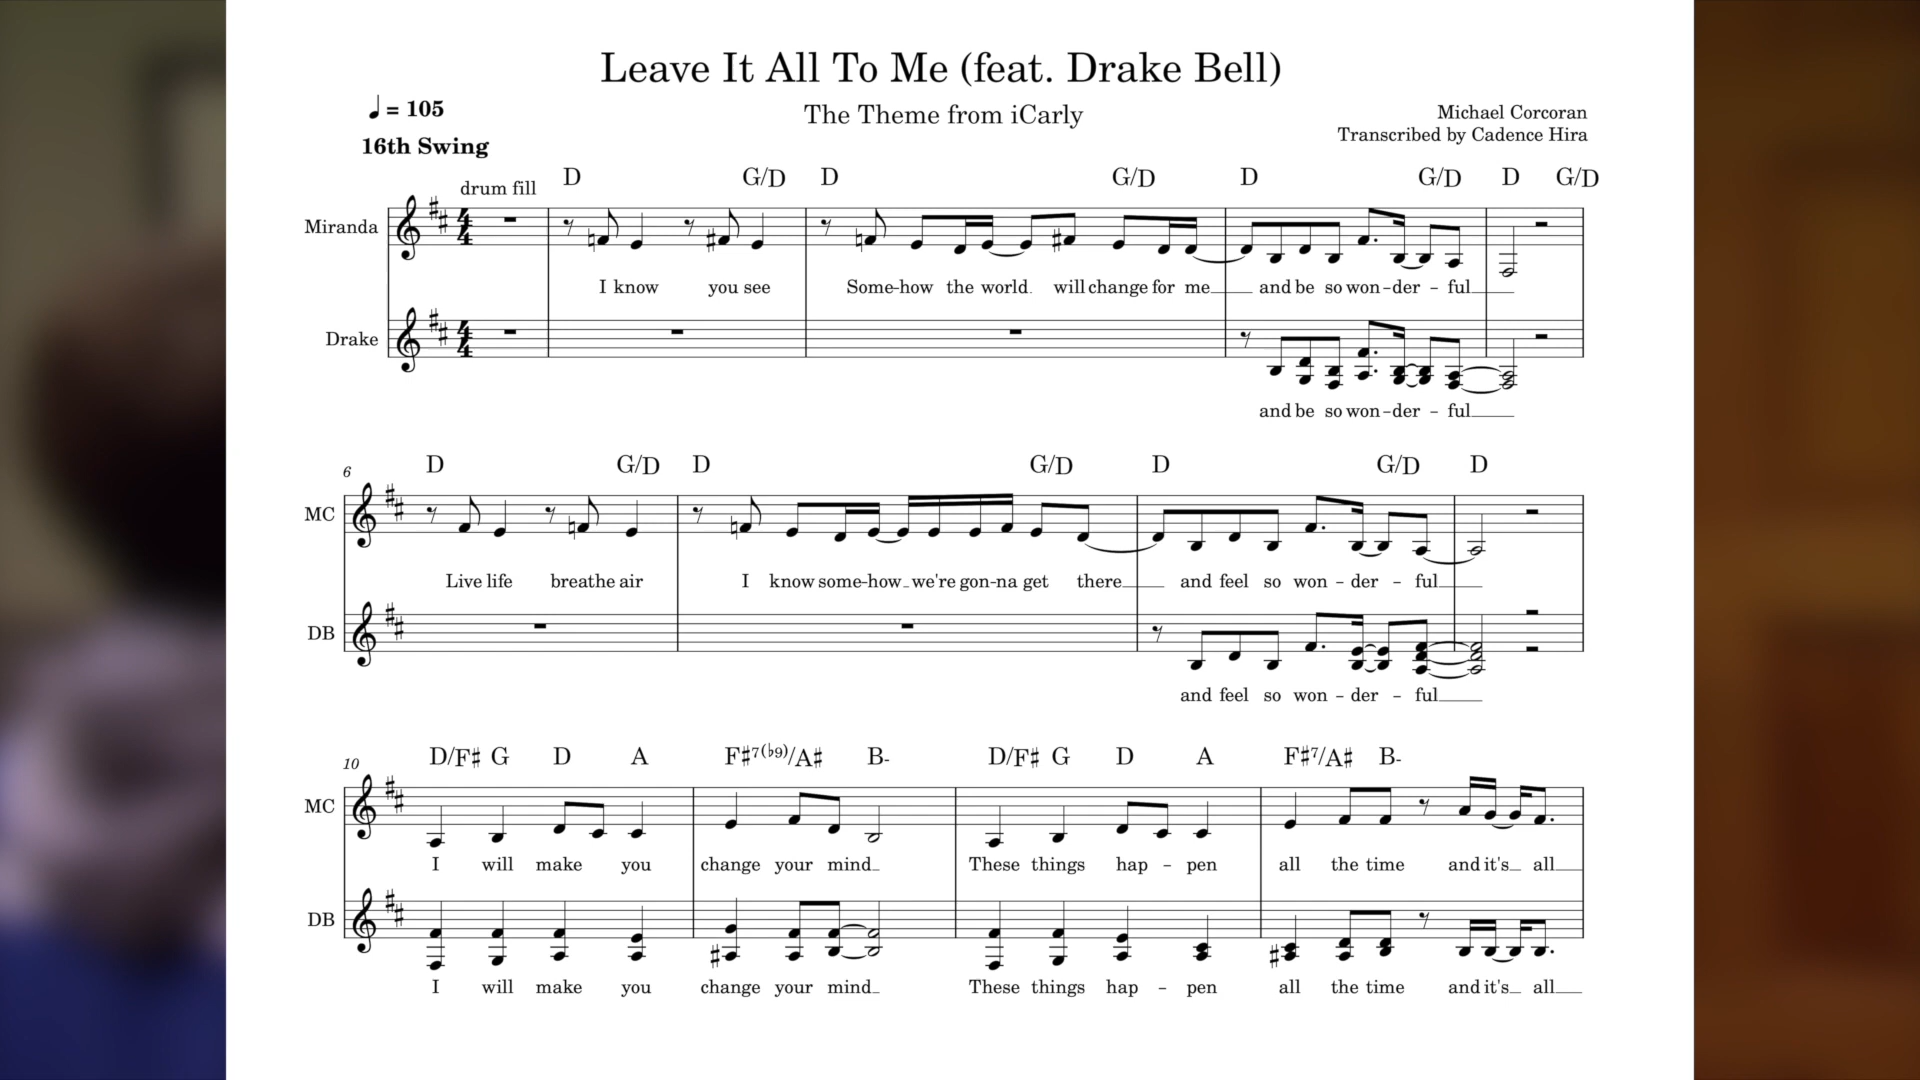 Leave It All To Me (feat. Drake Bell)
The Theme from iCarly
♩ = 105
16th Swing
Michael Corcoran
Transcribed by Cadence Hira
drum fill
D G/D D G/D D G/D D G/D
Miranda
I know you see Some-how the world will change for me and be so won-der-ful
Drake
and be so won-der-ful
6
D G/D D G/D D G/D D
MC
Live life breathe air I know some-how we're gon-na get there and feel so won-der-ful
DB
and feel so won-der-ful
10
D/F♯ G D A F♯7(♭9)/A♯ B- D/F♯ G D A F♯7/A♯ B-
MC
I will make you change your mind These things hap-pen all the time and it's all
DB
I will make you change your mind These things hap-pen all the time and it's all